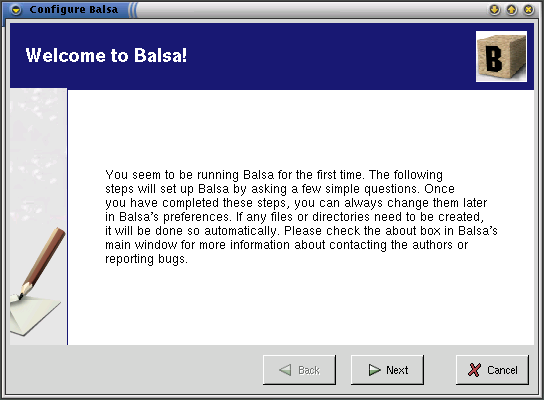 Configure Balsa
Welcome to Balsa!
B
You seem to be running Balsa for the first time. The following
steps will set up Balsa by asking a few simple questions. Once
you have completed these steps, you can always change them later
in Balsa's preferences. If any files or directories need to be created,
it will be done so automatically. Please check the about box in Balsa's
main window for more information about contacting the authors or
reporting bugs.
Back
Next
Cancel